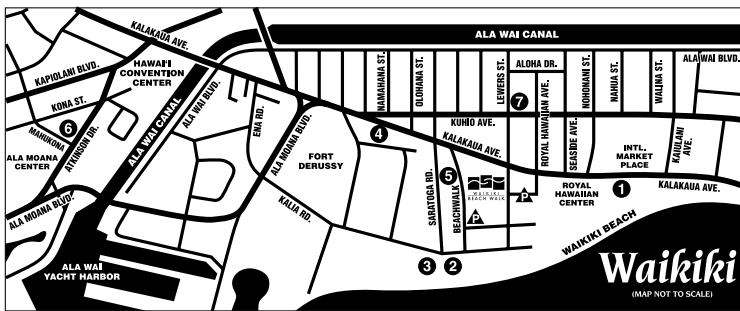 ALA WAI CANAL
KALAKAUA AVE.
HAWAI'I
CONVENTION
CENTER
KAPIOLANI BLVD.
KONA ST.
MAHUKONA
6
ATKINSON DR.
ALA MOANA
CENTER
ALA MOANA BLVD.
ALA WAI CANAL
ALA WAI BLVD.
ENA RD.
ALA MOANA BLVD.
FORT
DERUSSY
KALIA RD.
ALA WAI
YACHT HARBOR
NAMAHANA ST.
OLOHANA ST.
LEWERS ST.
ALOHA DR.
7
NOHONANI ST.
NAHUA ST.
WALINA ST.
ALA WAI BLVD.
4
KUHIO AVE.
KALAKAUA AVE.
ROYAL HAWAIIAN AVE.
SEASIDE AVE.
INTL.
MARKET
PLACE
KAIULANI
AVE.
SARATOGA RD.
5
BEACHWALK
WAIKIKI
BEACH WALK
P
P
ROYAL
HAWAIIAN
CENTER
1
KALAKAUA AVE.
3
2
WAIKIKI BEACH
Waikiki
(MAP NOT TO SCALE)